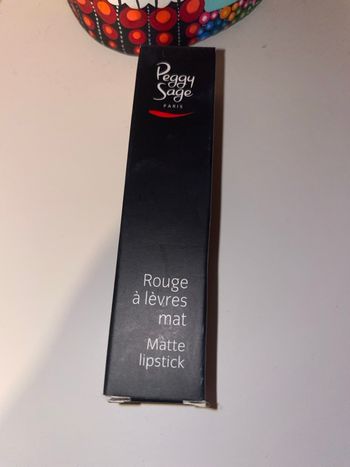 Peggy
Sage
PARIS
Rouge
à lèvres
mat
Matte
lipstick